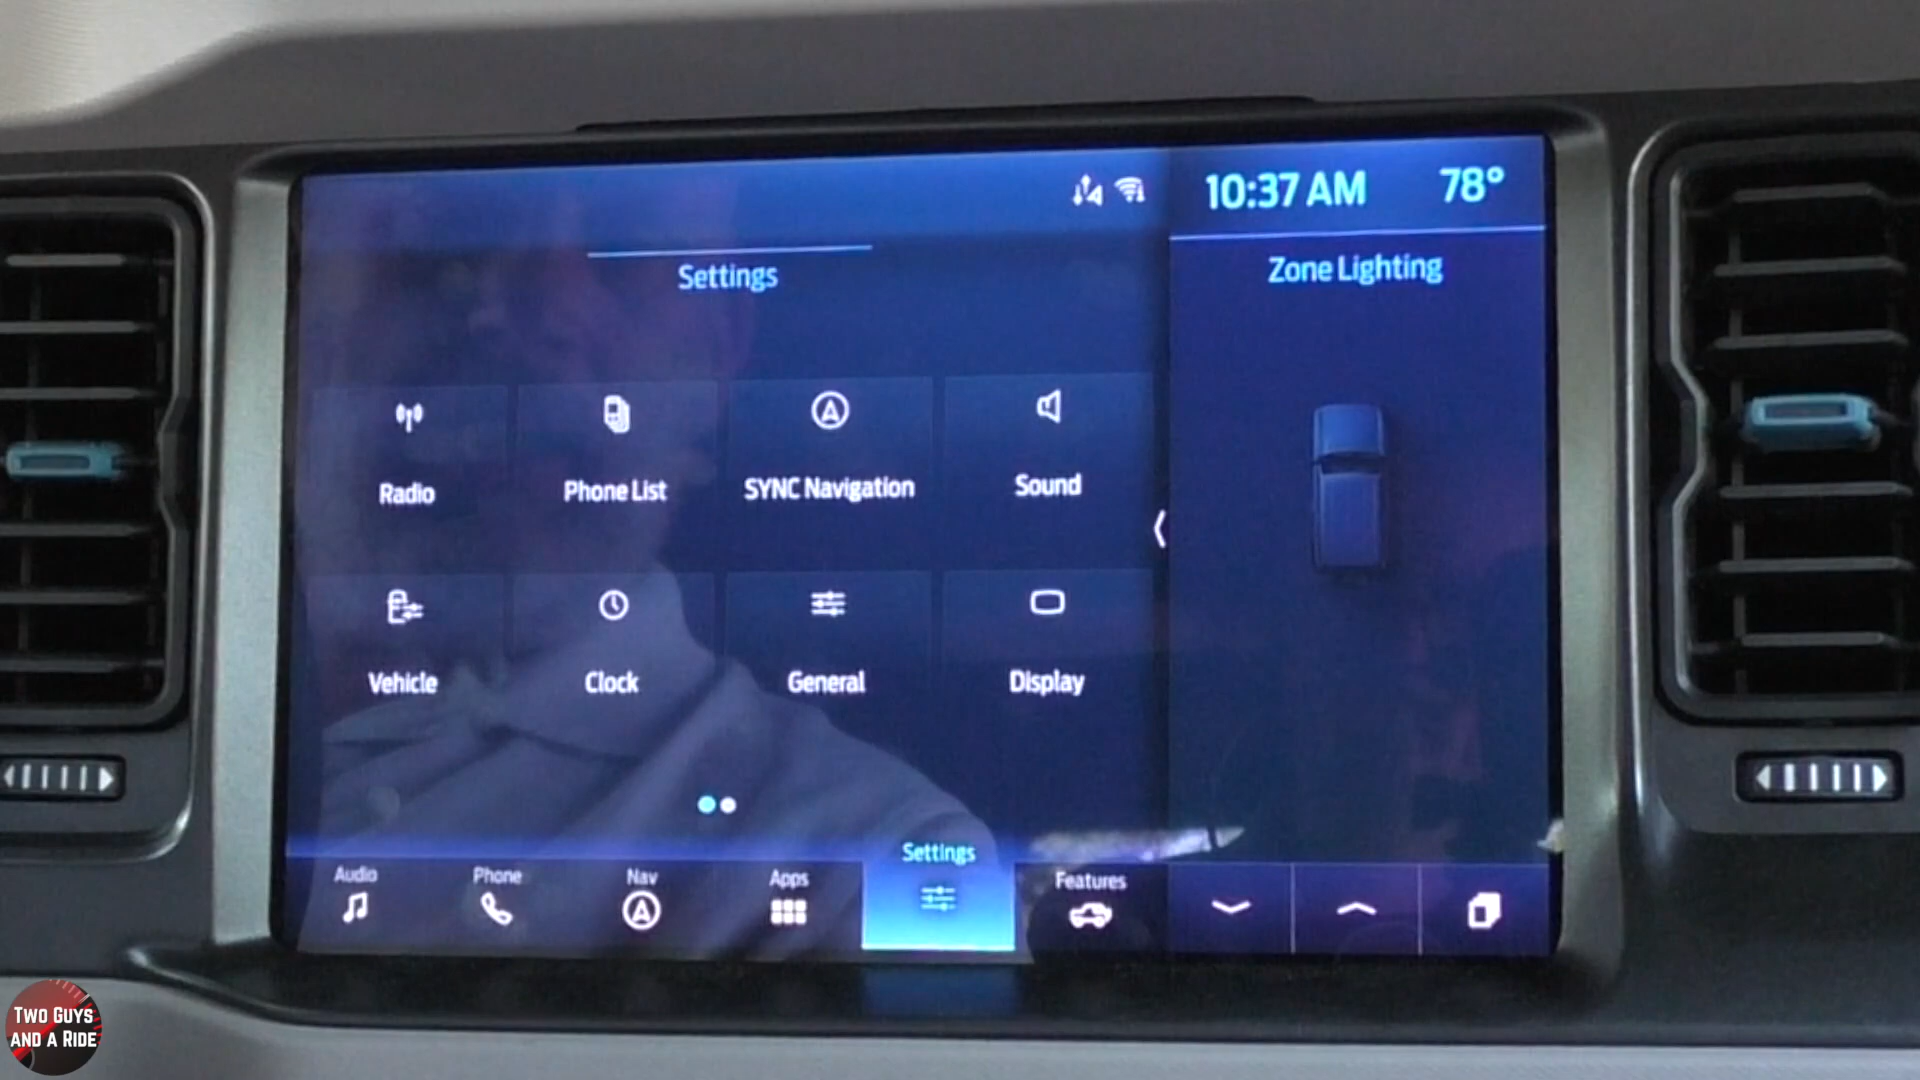 10:37 AM 78°
Settings
Zone Lighting
Radio
Phone List
SYNC Navigation
Sound
Vehicle
Clock
General
Display
Audio
Phone
Nav
Apps
Settings
Features
TWO GUYS
AND A RIDE